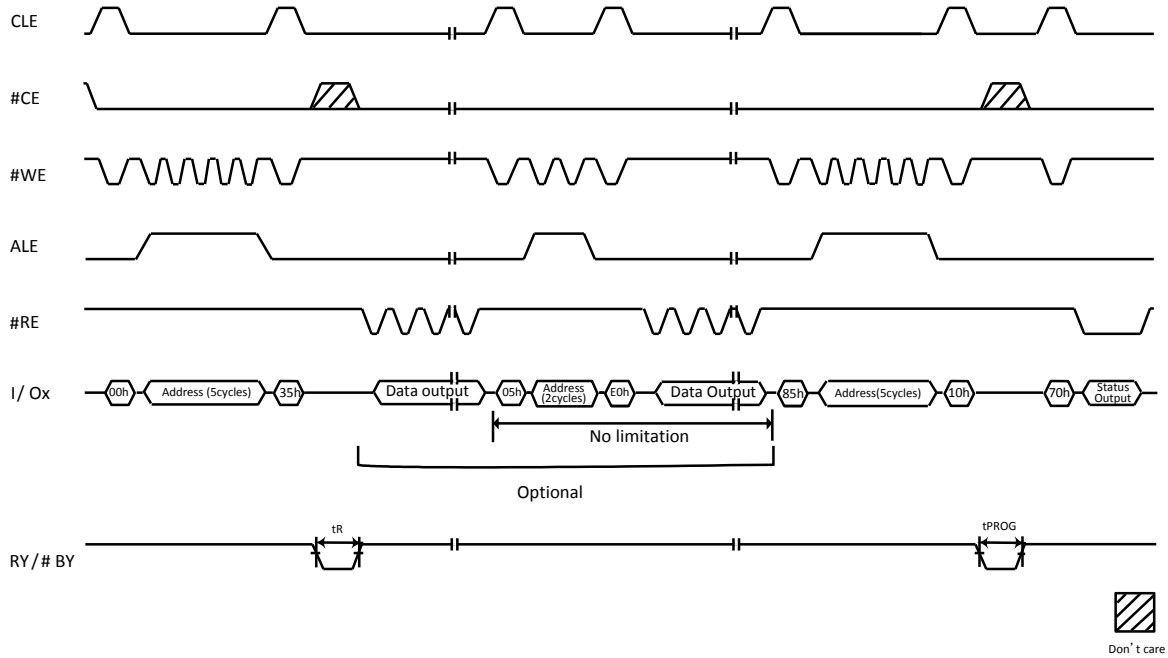 CLE
#CE
#WE
ALE
#RE
I/Ox 00h Address (5cycles) 35h Data output 05h Address (2cycles) E0h Data Output 85h Address(5cycles) 10h 70h Status Output
No limitation
Optional
tR tPROG
RY/# BY
Don't care